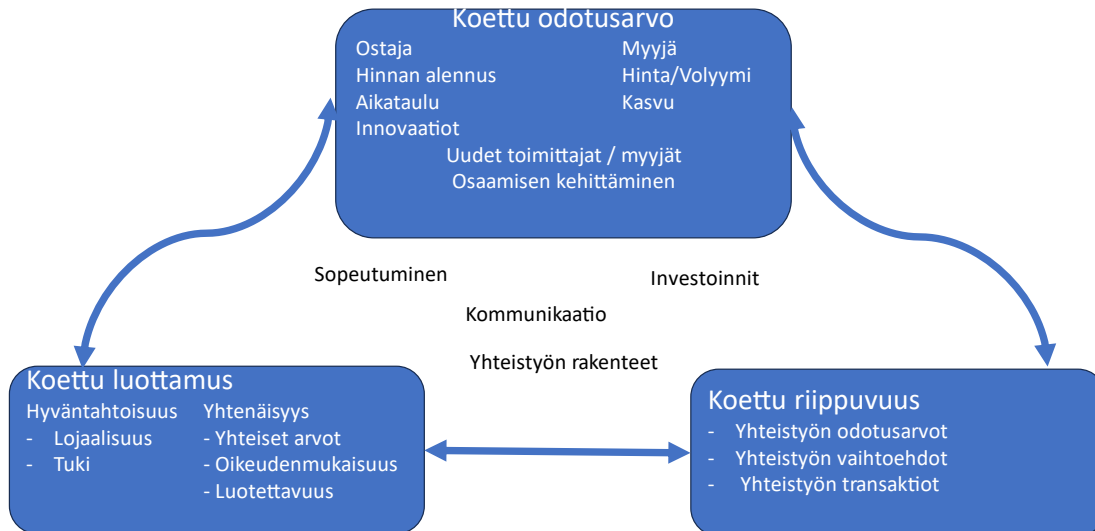 Koettu odotusarvo
Ostaja Myyjä
Hinnan alennus Hinta/Volyymi
Aikataulu Kasvu
Innovaatiot
Uudet toimittajat / myyjät
Osaamisen kehittäminen
Sopeutuminen Investoinnit
Kommunikaatio
Yhteistyön rakenteet
Koettu luottamus
Hyväntahtoisuus Yhtenäisyys
- Lojaalisuus - Yhteiset arvot
- Tuki - Oikeudenmukaisuus
- Luotettavuus
Koettu riippuvuus
- Yhteistyön odotusarvot
- Yhteistyön vaihtoehdot
- Yhteistyön transaktiot